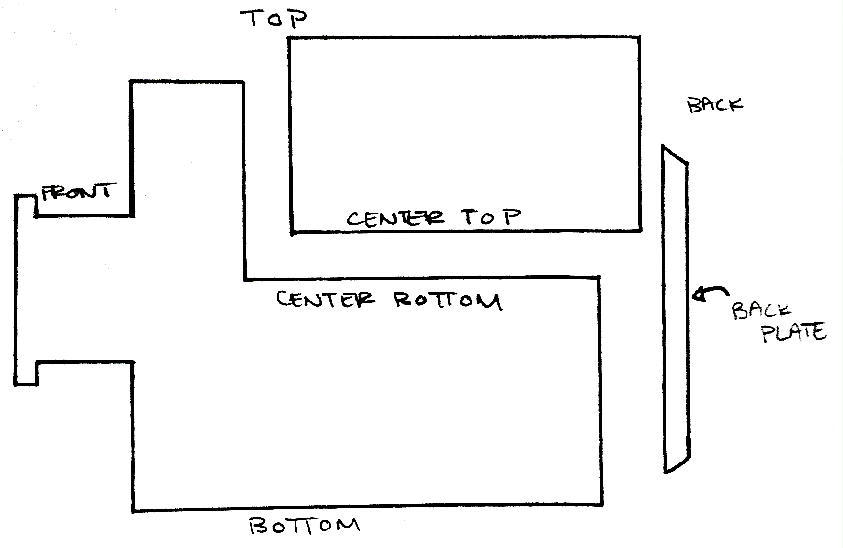 TOP
BACK
FRONT
CENTER TOP
CENTER BOTTOM
BACK
PLATE
BOTTOM